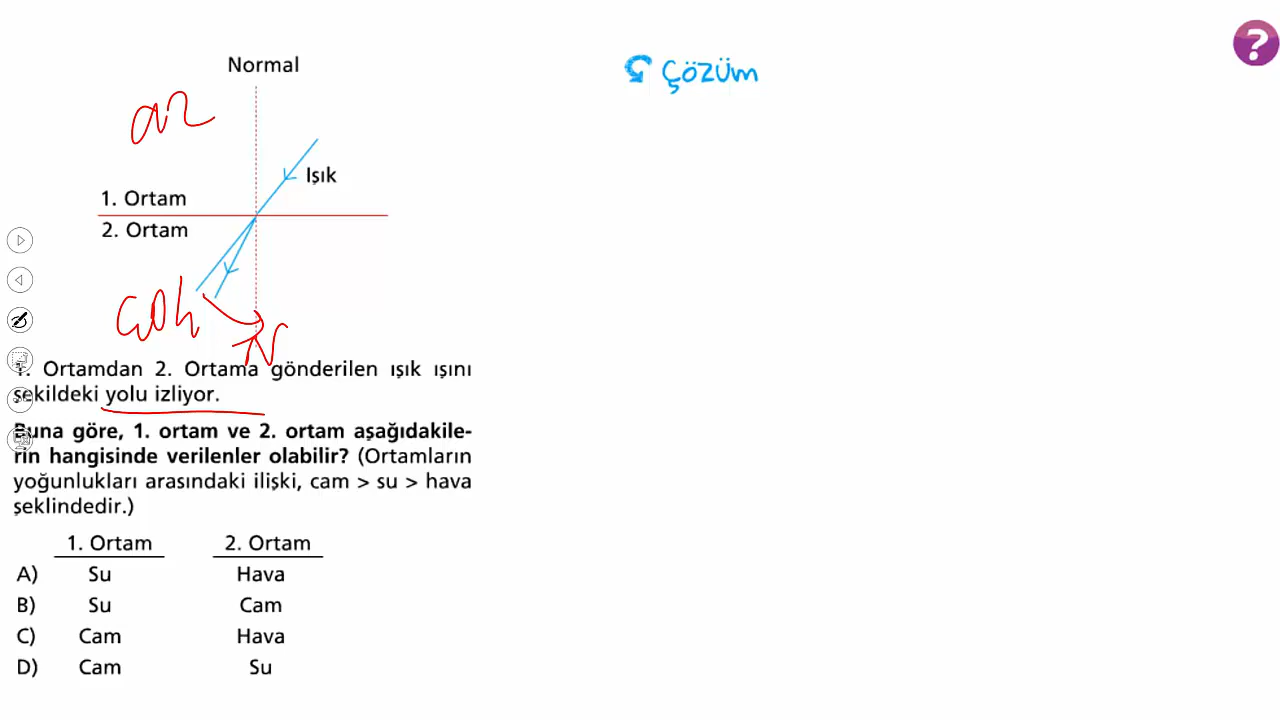 ?
Çözüm
Normal
az
Işık
1. Ortam
2. Ortam
çok
N
1. Ortamdan 2. Ortama gönderilen ışık ışını
şekildeki yolu izliyor.
Buna göre, 1. ortam ve 2. ortam aşağıdakile-
rin hangisinde verilenler olabilir? (Ortamların
yoğunlukları arasındaki ilişki, cam > su > hava
şeklindedir.)
1. Ortam 2. Ortam
A) Su Hava
B) Su Cam
C) Cam Hava
D) Cam Su